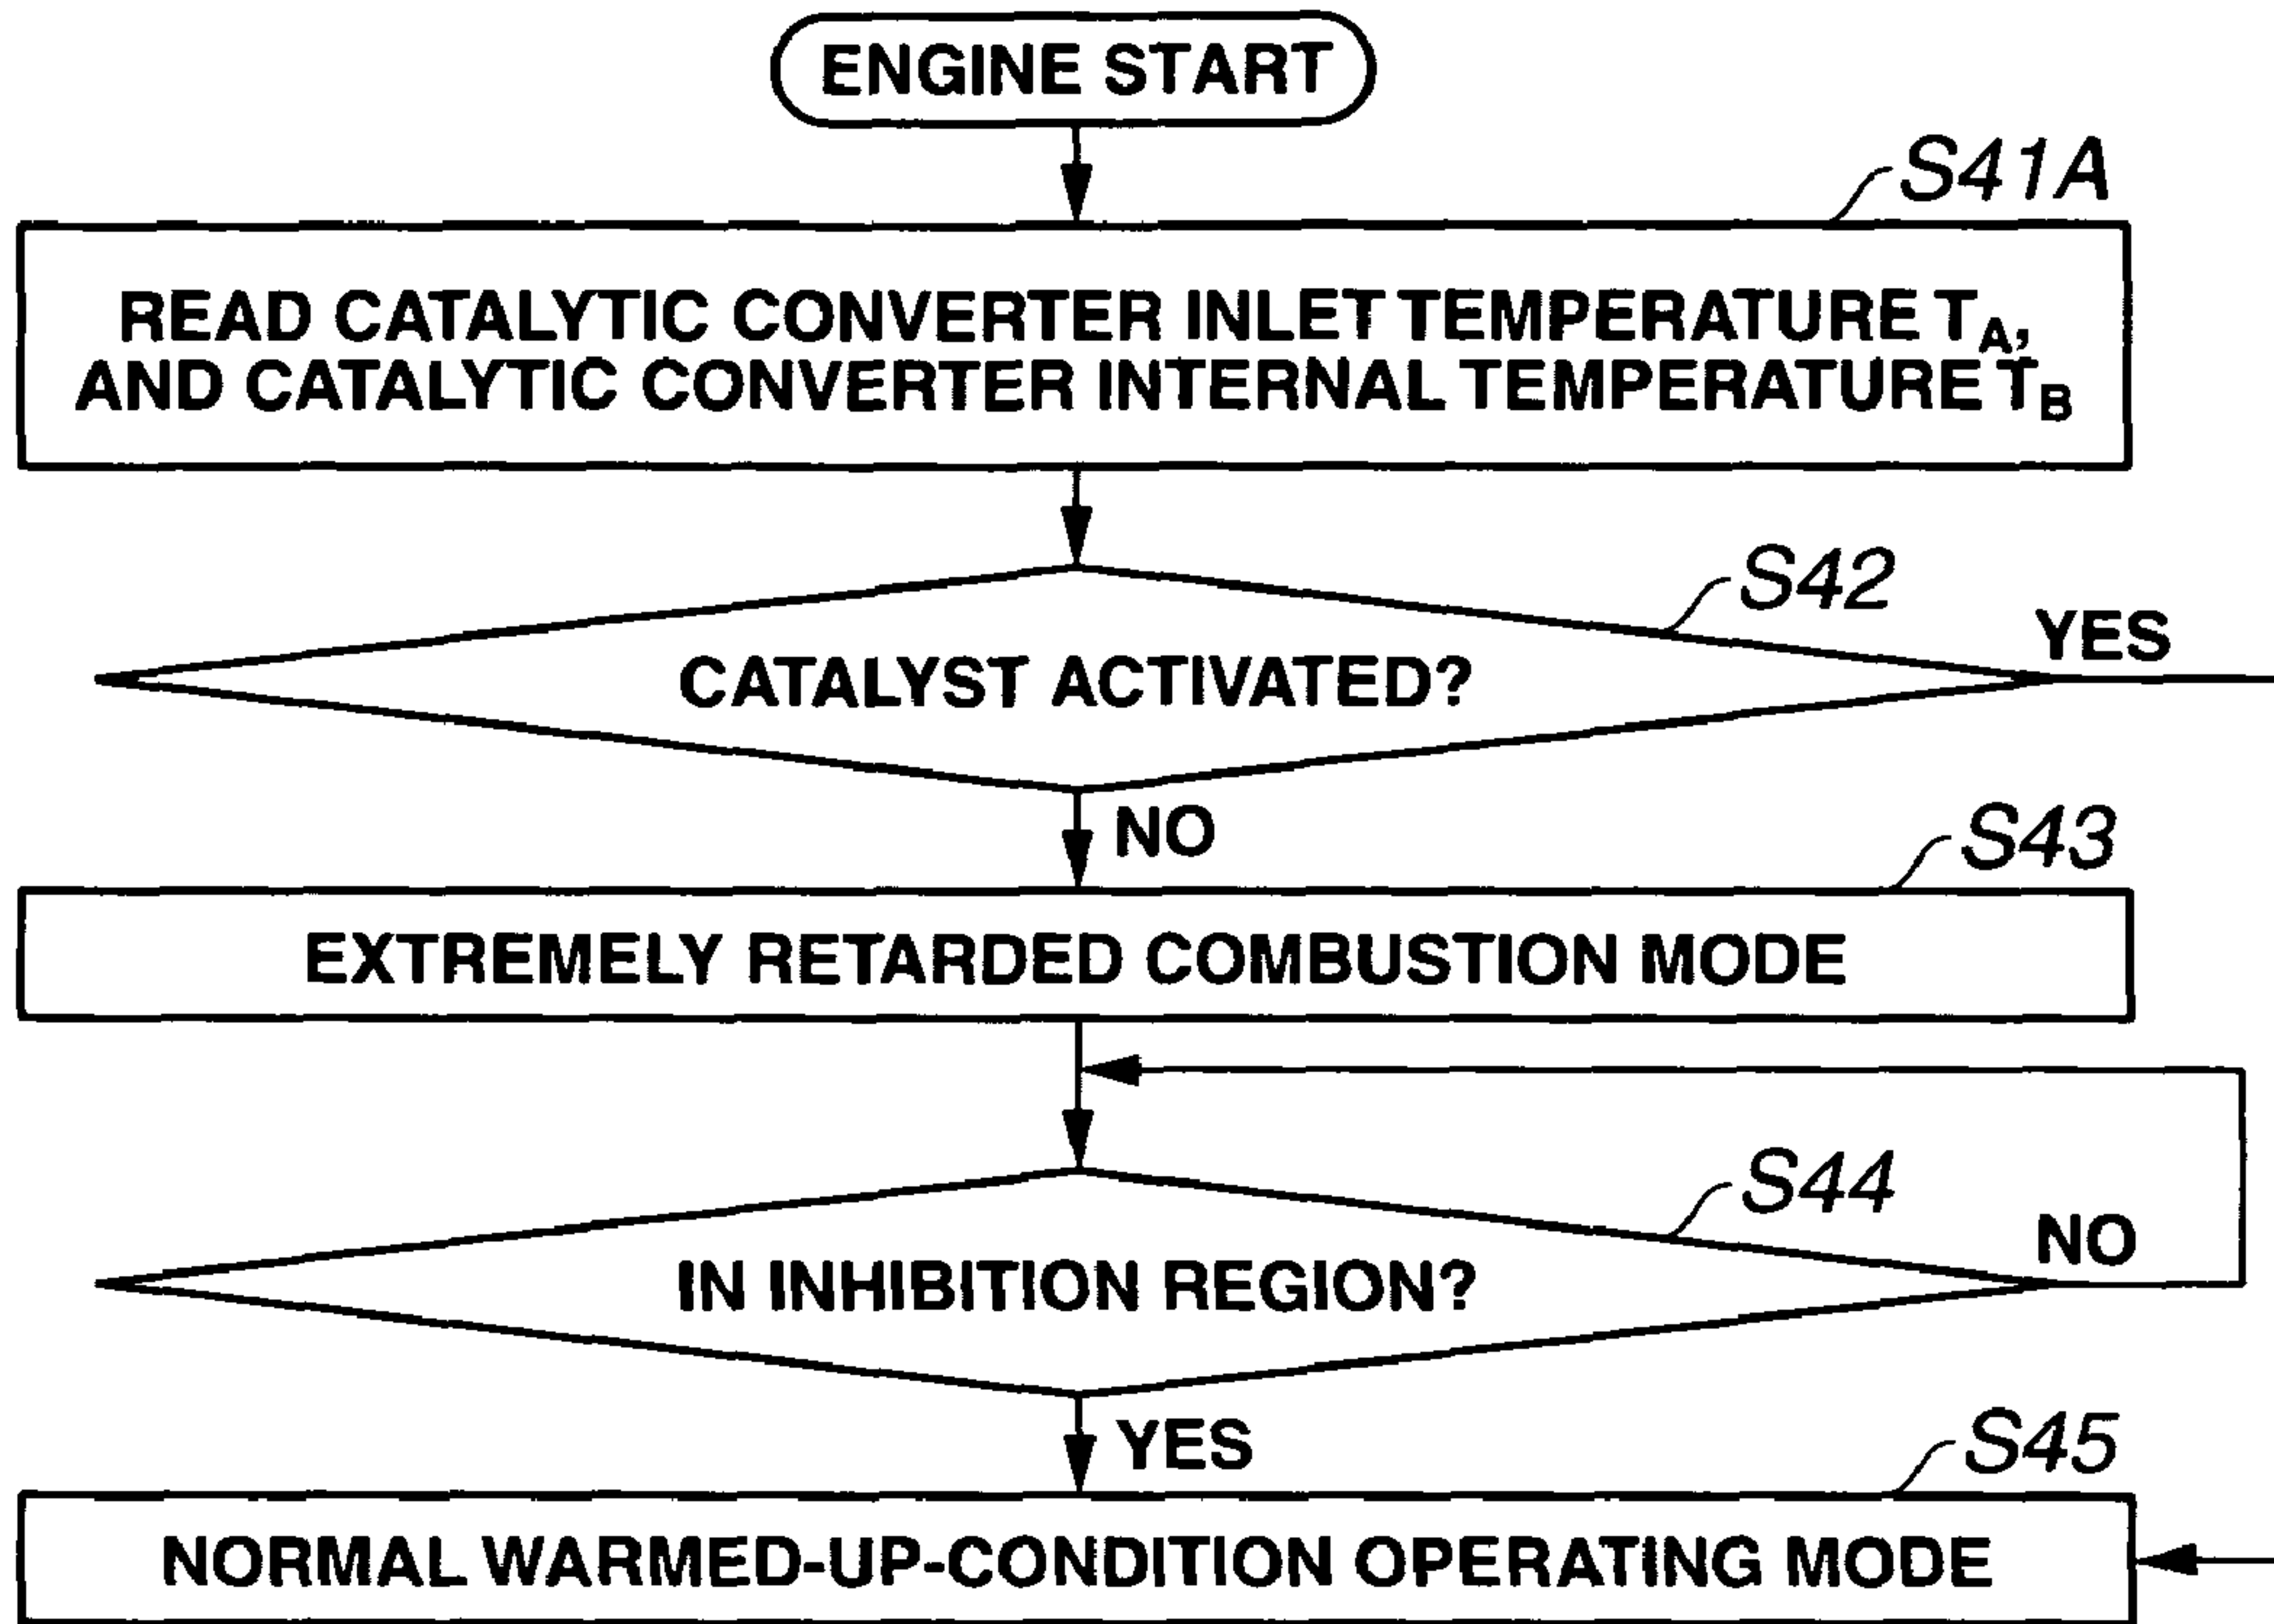 ENGINE START
S41A
READ CATALYTIC CONVERTER INLET TEMPERATURE TA,
AND CATALYTIC CONVERTER INTERNAL TEMPERATURE TB
S42
YES
CATALYST ACTIVATED?
NO
S43
EXTREMELY RETARDED COMBUSTION MODE
S44
NO
IN INHIBITION REGION?
YES
S45
NORMAL WARMED-UP-CONDITION OPERATING MODE